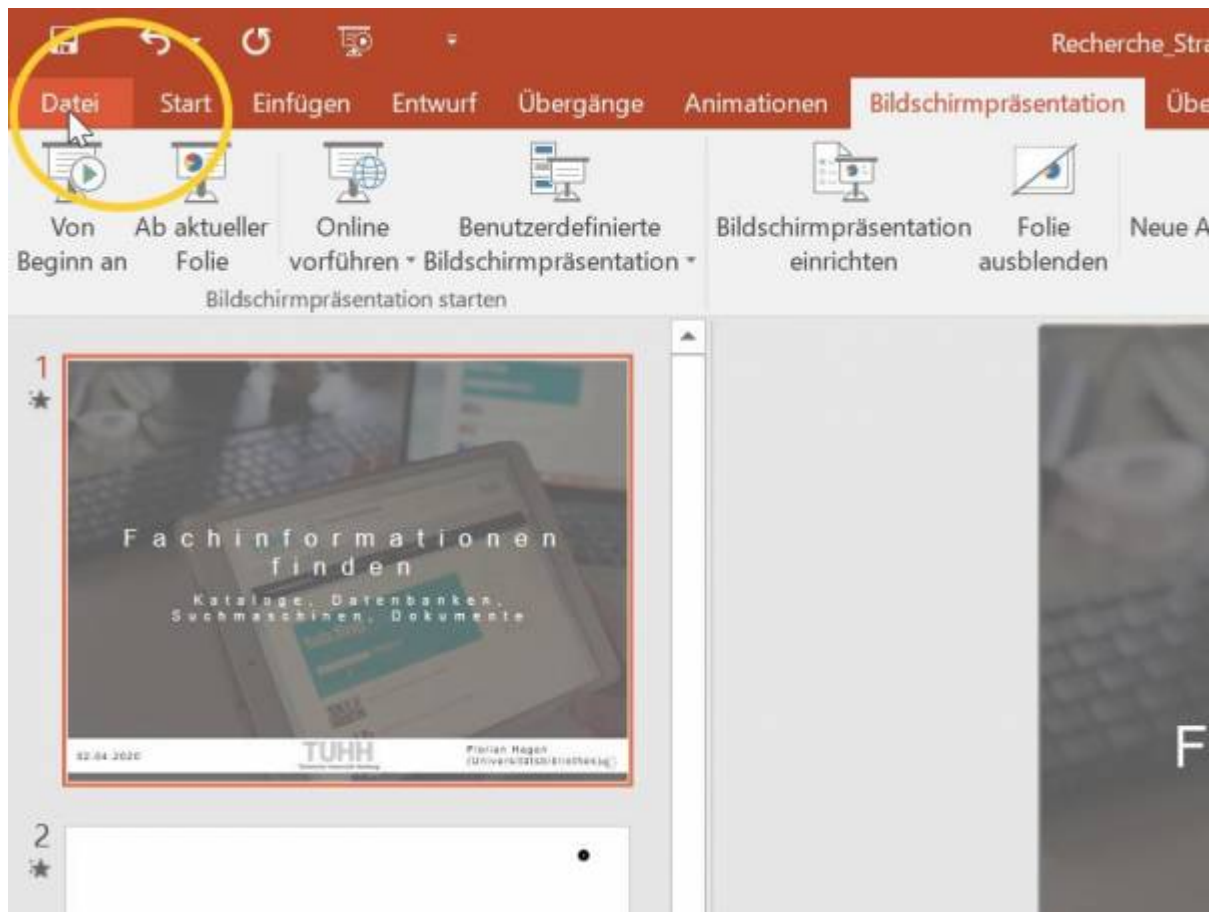 Recherche_Stra
Datei Start Einfügen Entwurf Übergänge Animationen Bildschirmpräsentation Übe
Von Beginn an
Ab aktueller Folie
Online vorführen
Benutzerdefinierte Bildschirmpräsentation
Bildschirmpräsentation einrichten
Folie ausblenden
Neue A
Bildschirmpräsentation starten
1
Fachinformationen
finden
Kataloge, Datenbanken,
Suchmaschinen, Dokumente
02.04.2020
TUHH
Florian Hagen
F
2